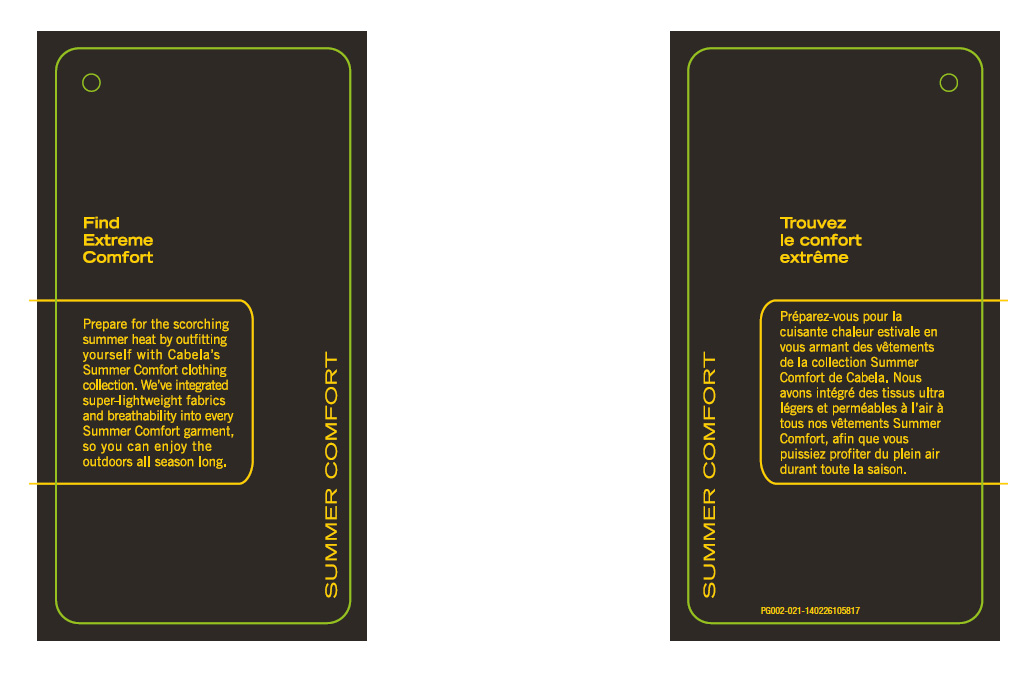 Find
Extreme
Comfort
Prepare for the scorching
summer heat by outfitting
yourself with Cabela's
Summer Comfort clothing
collection. We've integrated
super-lightweight fabrics
and breathability into every
Summer Comfort garment,
so you can enjoy the
outdoors all season long.
SUMMER COMFORT
Trouvez
le confort
extrême
Préparez-vous pour la
cuisante chaleur estivale en
vous armant des vêtements
de la collection Summer
Comfort de Cabela. Nous
avons intégré des tissus ultra
légers et perméables à l'air à
tous nos vêtements Summer
Comfort, afin que vous
puissiez profiter du plein air
durant toute la saison.
SUMMER COMFORT
PG002-021-140226105817